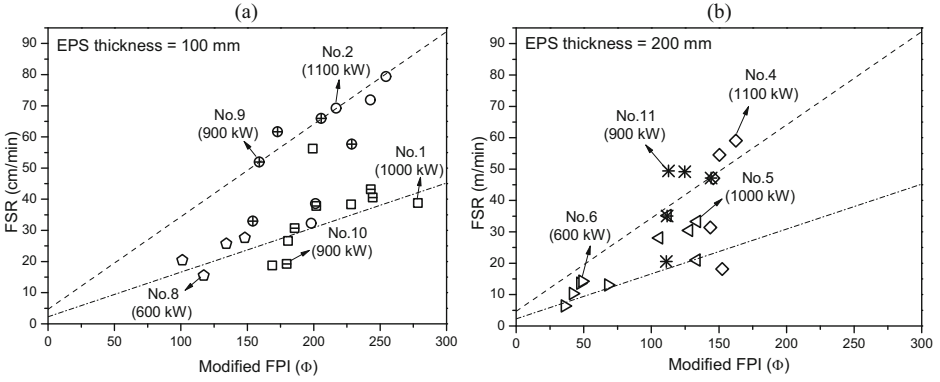 (a)
EPS thickness = 100 mm
No.2
(1100 kW)
No.9
(900 kW)
No.1
(1000 kW)
No.10
(900 kW)
No.8
(600 kW)
FSR (cm/min)
90
80
70
60
50
40
30
20
10
0
0 50 100 150 200 250 300
Modified FPI (Φ)
(b)
EPS thickness = 200 mm
No.4
(1100 kW)
No.11
(900 kW)
No.5
(1000 kW)
No.6
(600 kW)
FSR (m/min)
90
80
70
60
50
40
30
20
10
0
0 50 100 150 200 250 300
Modified FPI (Φ)